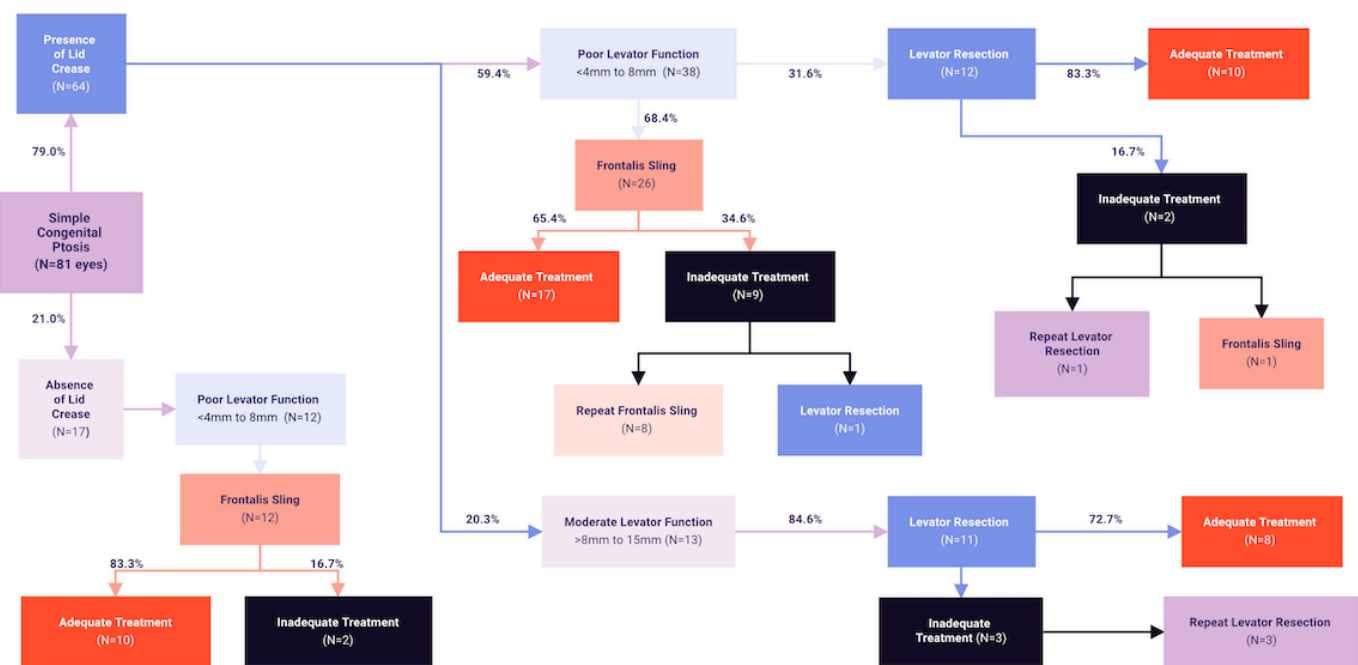 Presence
of Lid
Crease
(N=64)
79.0%
Simple
Congenital
Ptosis
(N=81 eyes)
21.0%
Absence
of Lid
Crease
(N=17)
Poor Levator Function
<4mm to 8mm (N=12)
Frontalis Sling
(N=12)
83.3%
16.7%
Adequate Treatment
(N=10)
Inadequate Treatment
(N=2)
59.4%
Poor Levator Function
<4mm to 8mm (N=38)
31.6%
Levator Resection
(N=12)
83.3%
Adequate Treatment
(N=10)
68.4%
Frontalis Sling
(N=26)
65.4%
34.6%
Adequate Treatment
(N=17)
Inadequate Treatment
(N=9)
Repeat Frontalis Sling
(N=8)
Levator Resection
(N=1)
16.7%
Inadequate Treatment
(N=2)
Repeat Levator
Resection
(N=1)
Frontalis Sling
(N=1)
20.3%
Moderate Levator Function
>8mm to 15mm (N=13)
84.6%
Levator Resection
(N=11)
72.7%
Adequate Treatment
(N=8)
Inadequate
Treatment (N=3)
Repeat Levator Resection
(N=3)